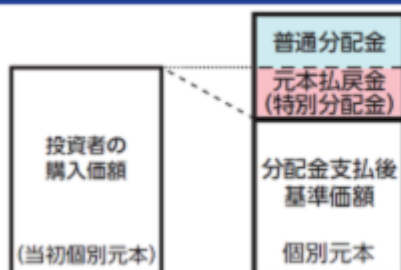 普通分配金
元本払戻金
(特別分配金)
投資者の
購入価額
分配金支払後
基準価額
(当初個別元本)
個別元本